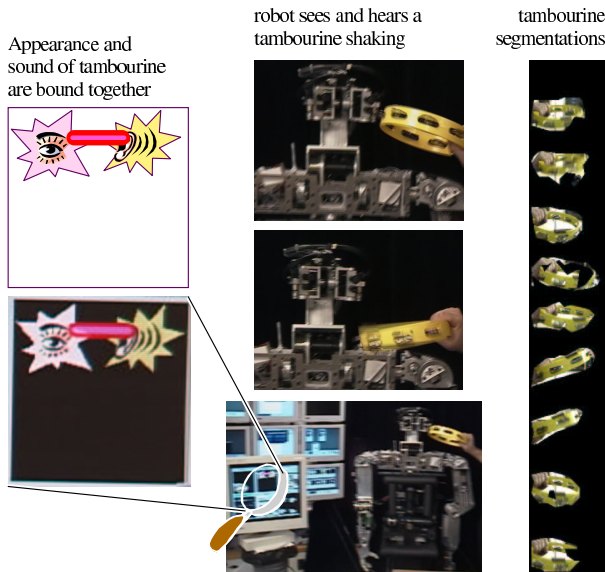 Appearance and
sound of tambourine
are bound together
robot sees and hears a
tambourine shaking
tambourine
segmentations